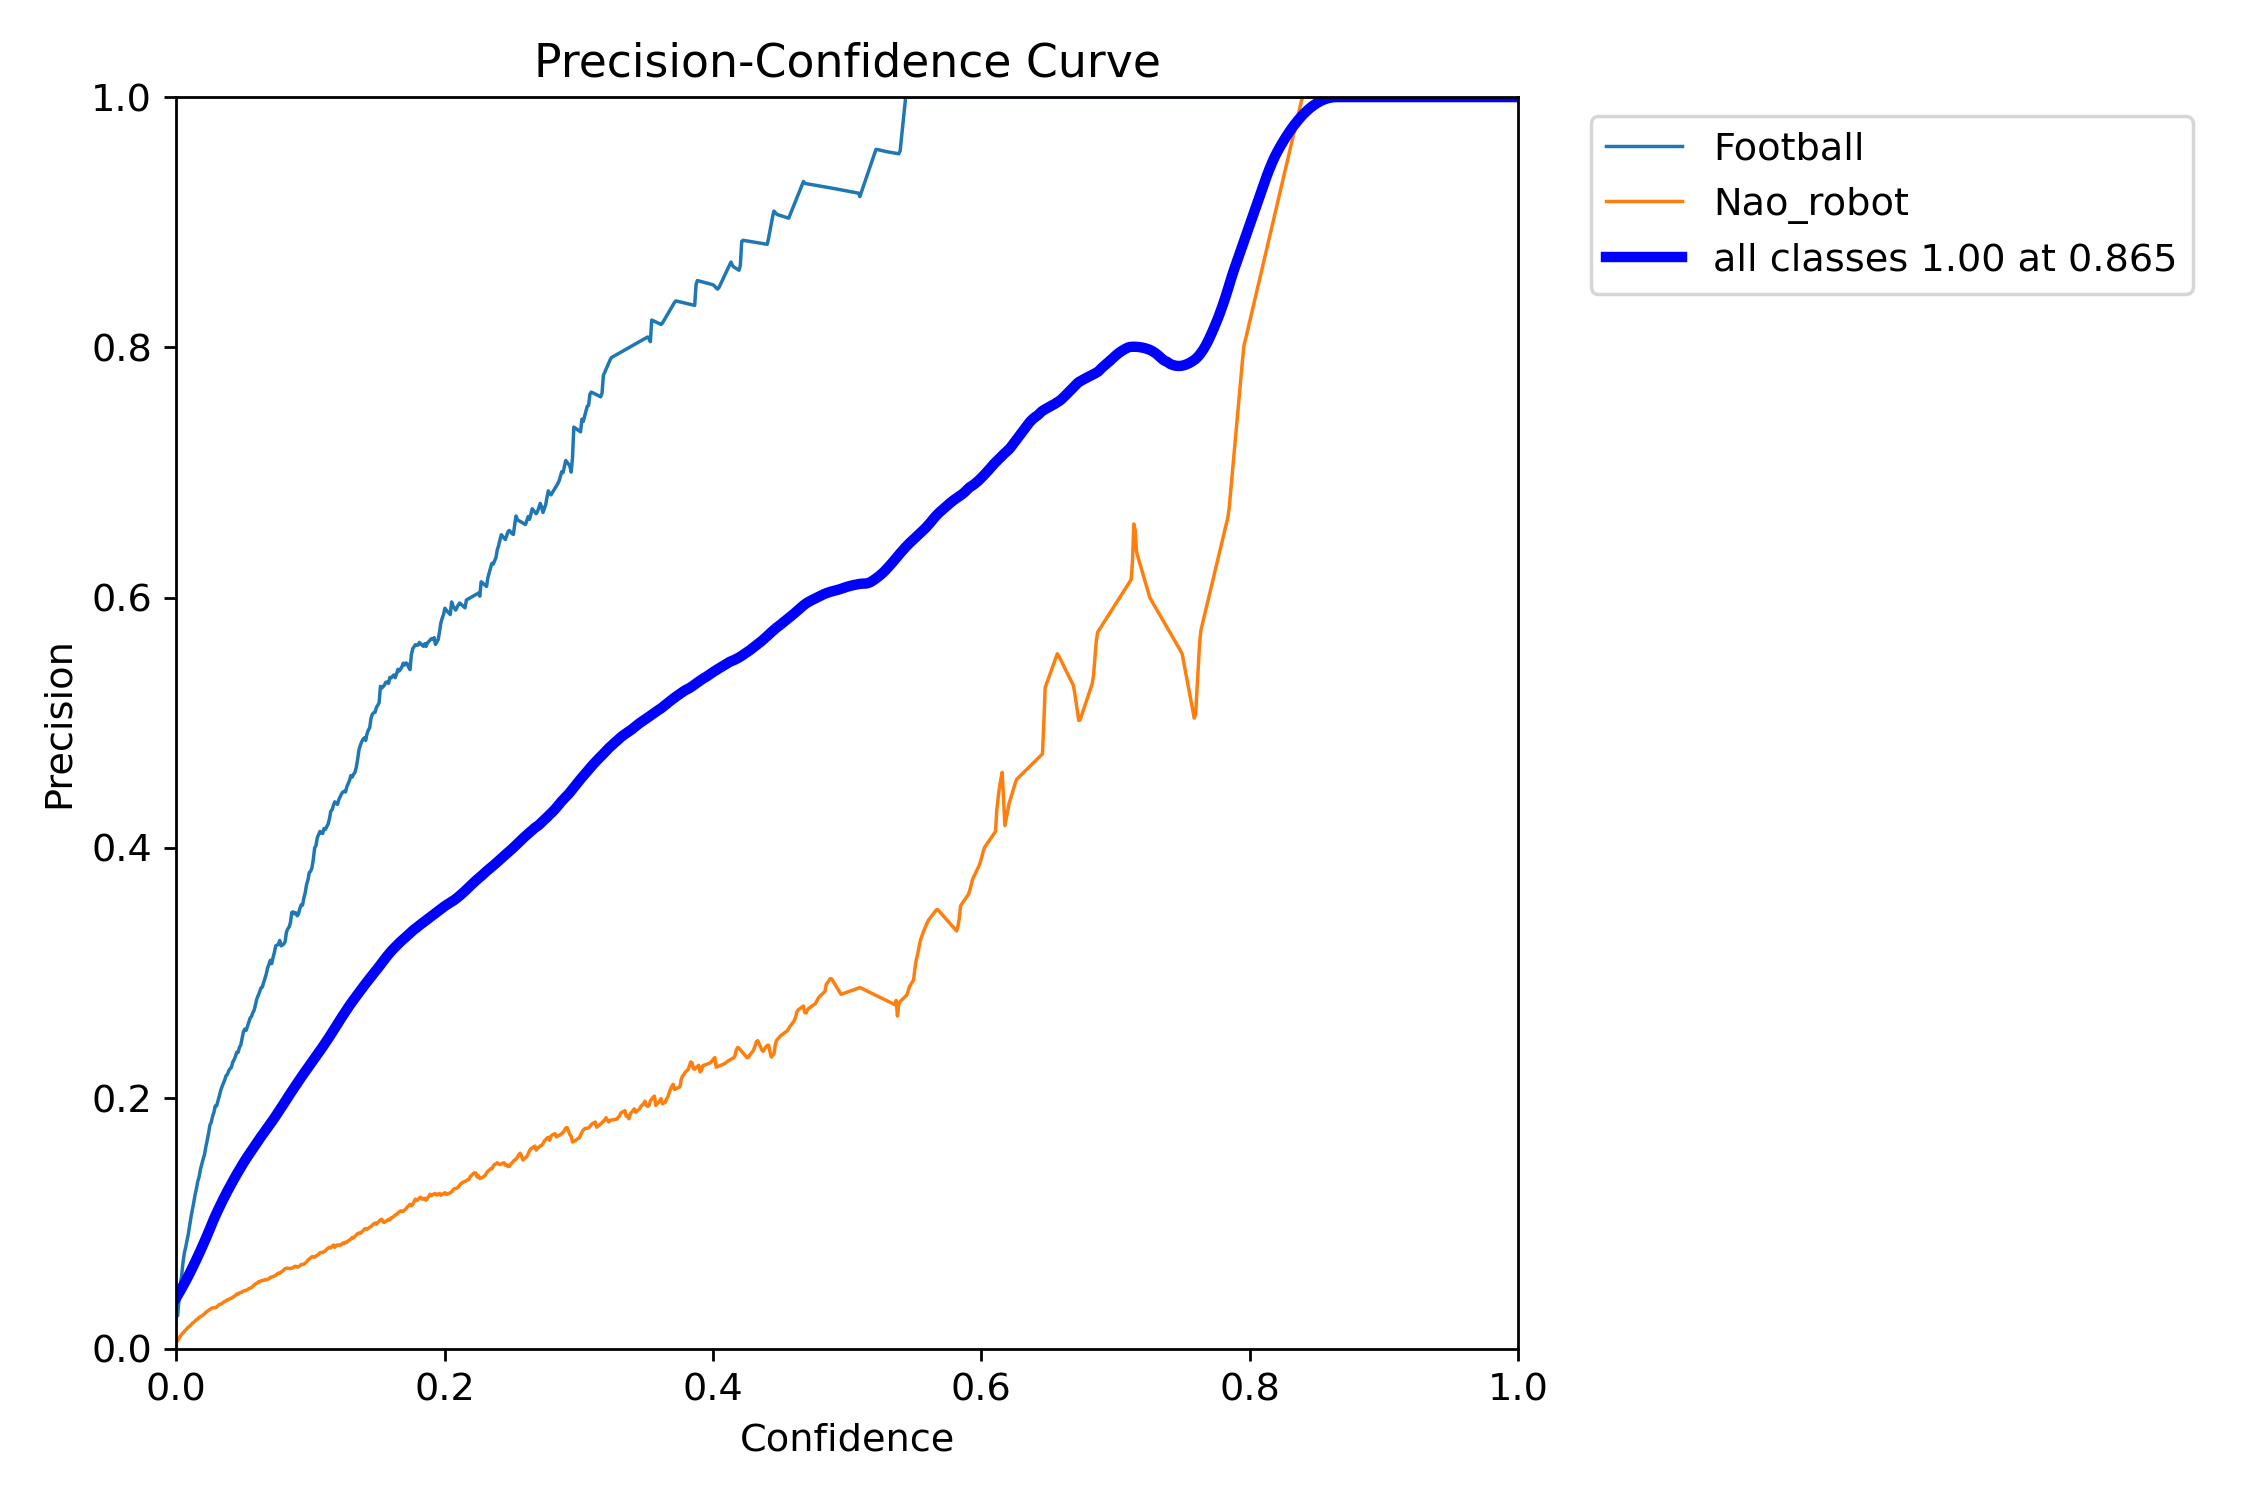 Precision-Confidence Curve
1.0
0.8
0.6
0.4
0.2
0.0
Precision
0.0 0.2 0.4 0.6 0.8 1.0
Confidence
Football
Nao_robot
all classes 1.00 at 0.865